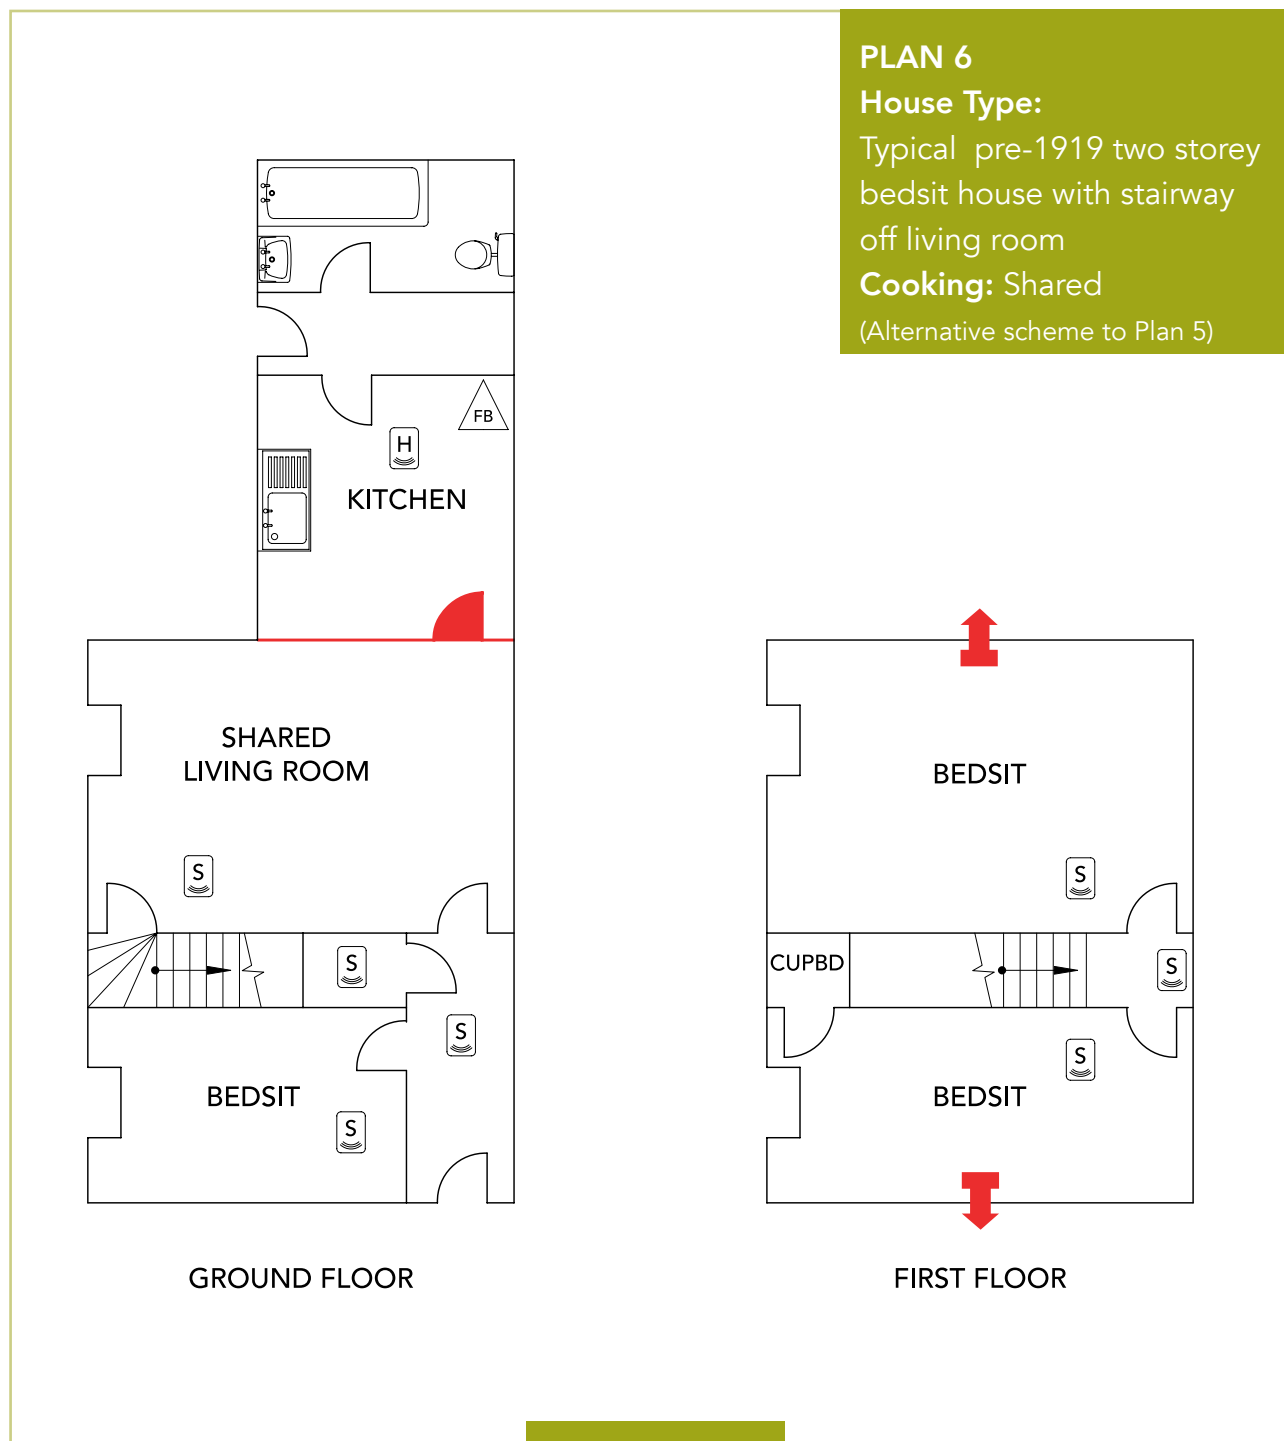 PLAN 6
House Type:
Typical pre-1919 two storey
bedsit house with stairway
off living room
Cooking: Shared
(Alternative scheme to Plan 5)
FB
H
KITCHEN
SHARED
LIVING ROOM
S
S
S
BEDSIT
S
GROUND FLOOR
BEDSIT
S
CUPBD
S
S
BEDSIT
FIRST FLOOR